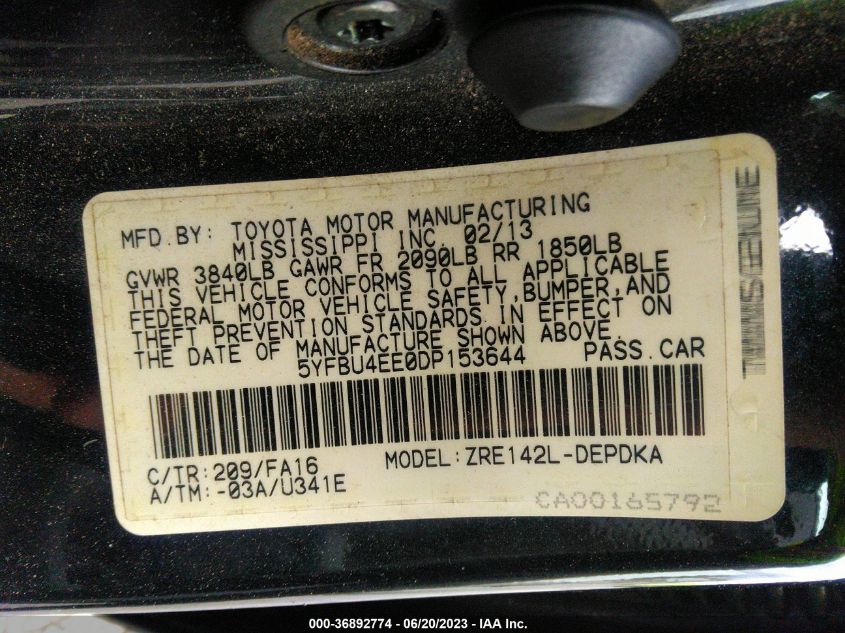 MFD.BY: TOYOTA MOTOR MANUFACTURING
MISSISSIPPI INC. 02/13
GVWR 3840LB GAWR FR 2090LB RR 1850LB
THIS VEHICLE CONFORMS TO ALL APPLICABLE
FEDERAL MOTOR VEHICLE SAFETY,BUMPER,AND
THEFT PREVENTION STANDARDS IN EFFECT ON
THE DATE OF MANUFACTURE SHOWN ABOVE.
5YFBU4EE0DP153644 PASS.CAR
C/TR:209/FA16 MODEL:ZRE142L-DEPDKA
A/TM:-03A/U341E
CA00165792
000-36892774 - 06/20/2023 - IAA Inc.